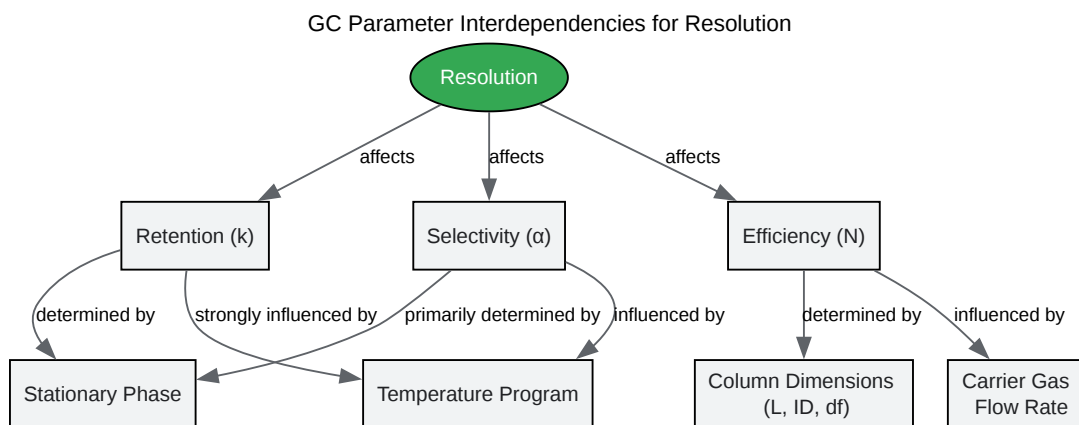 GC Parameter Interdependencies for Resolution
Resolution
affects
affects
affects
Retention (k)
Selectivity (α)
Efficiency (N)
determined by
strongly influenced by
primarily determined by
influenced by
determined by
influenced by
Stationary Phase
Temperature Program
Column Dimensions
(L, ID, df)
Carrier Gas
Flow Rate